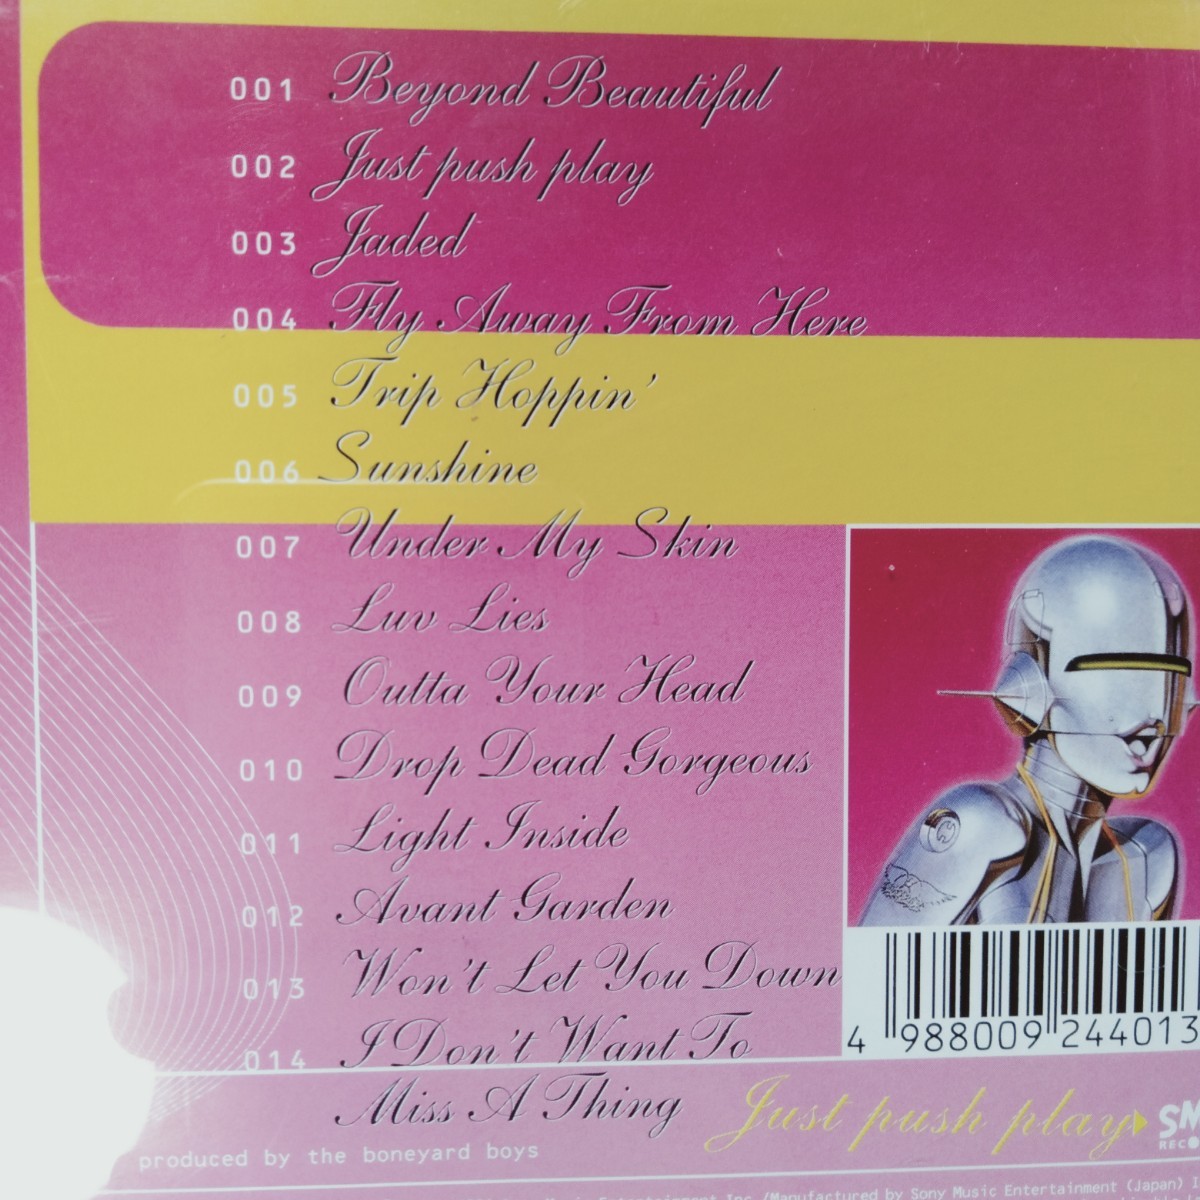 001 Beyond Beautiful
002 Just push play
003 Jaded
004 Fly Away From Here
005 Trip Hoppin'
006 Sunshine
007 Under My Skin
008 Luv Lies
009 Outta Your Head
010 Drop Dead Gorgeous
011 Light Inside
012 Avant Garden
013 Won't Let You Down
014 I Don't Want To
Miss A Thing
4 988009 244013
Just push play
produced by the boneyard boys
Music Entertainment Inc./Manufactured by Sony Music Entertainment (Japan)